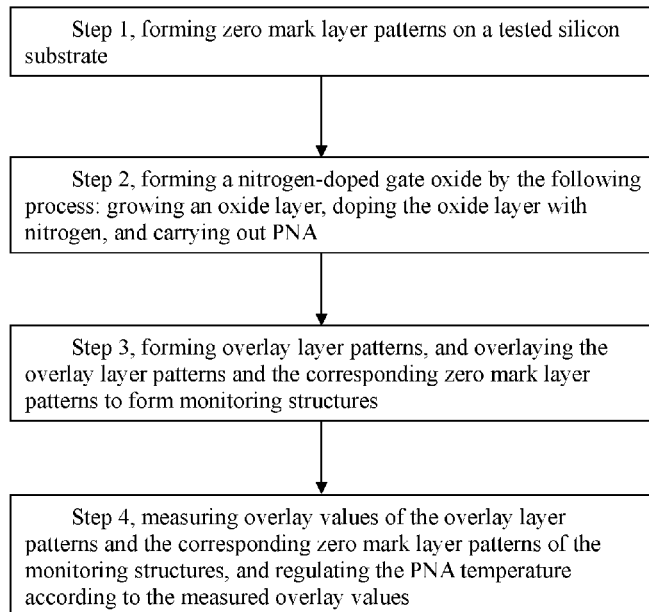 Step 1, forming zero mark layer patterns on a tested silicon
substrate
Step 2, forming a nitrogen-doped gate oxide by the following
process: growing an oxide layer, doping the oxide layer with
nitrogen, and carrying out PNA
Step 3, forming overlay layer patterns, and overlaying the
overlay layer patterns and the corresponding zero mark layer
patterns to form monitoring structures
Step 4, measuring overlay values of the overlay layer
patterns and the corresponding zero mark layer patterns of the
monitoring structures, and regulating the PNA temperature
according to the measured overlay values